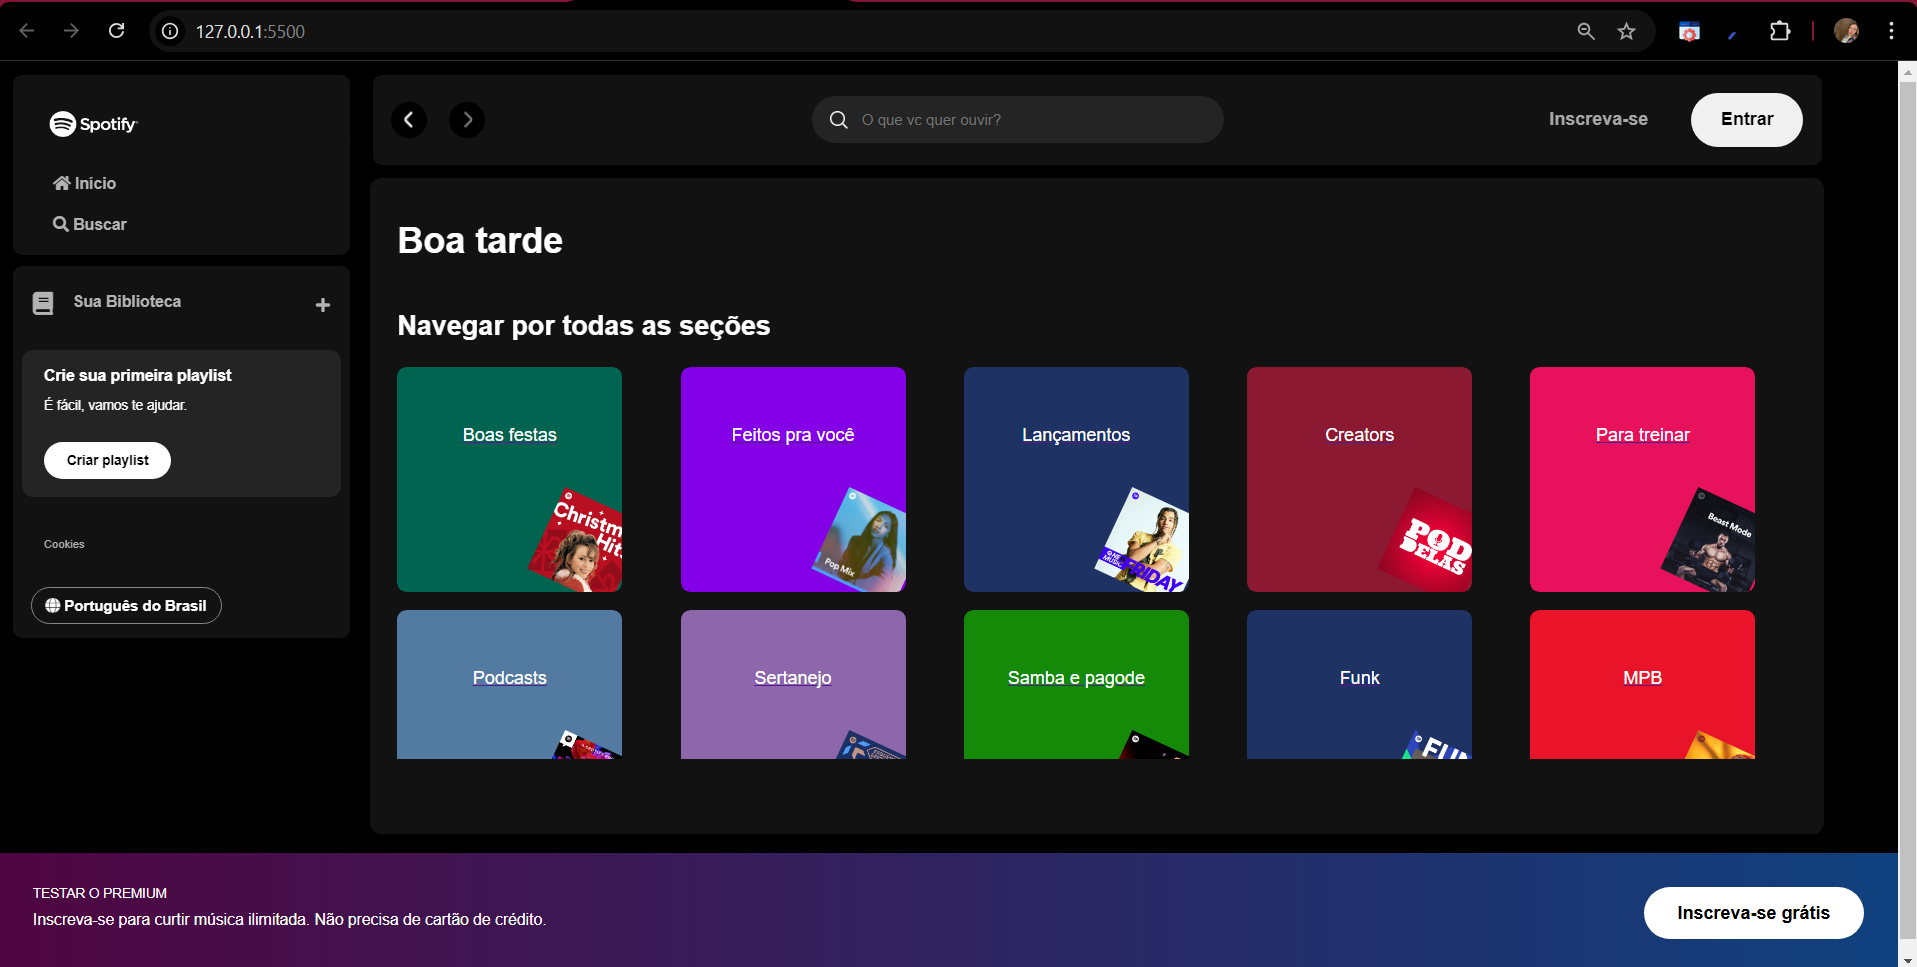 127.0.0.1:5500
Spotify
Início
Buscar
Sua Biblioteca
Crie sua primeira playlist
É fácil, vamos te ajudar.
Criar playlist
Cookies
Português do Brasil
O que vc quer ouvir?
Inscreva-se
Entrar
Boa tarde
Navegar por todas as seções
Boas festas
Feitos pra você
Lançamentos
Creators
Para treinar
Pop Mix
FRIDAY
POD
DELAS
Beast Mode
Podcasts
Sertanejo
Samba e pagode
Funk
MPB
TESTAR O PREMIUM
Inscreva-se para curtir música ilimitada. Não precisa de cartão de crédito.
Inscreva-se grátis